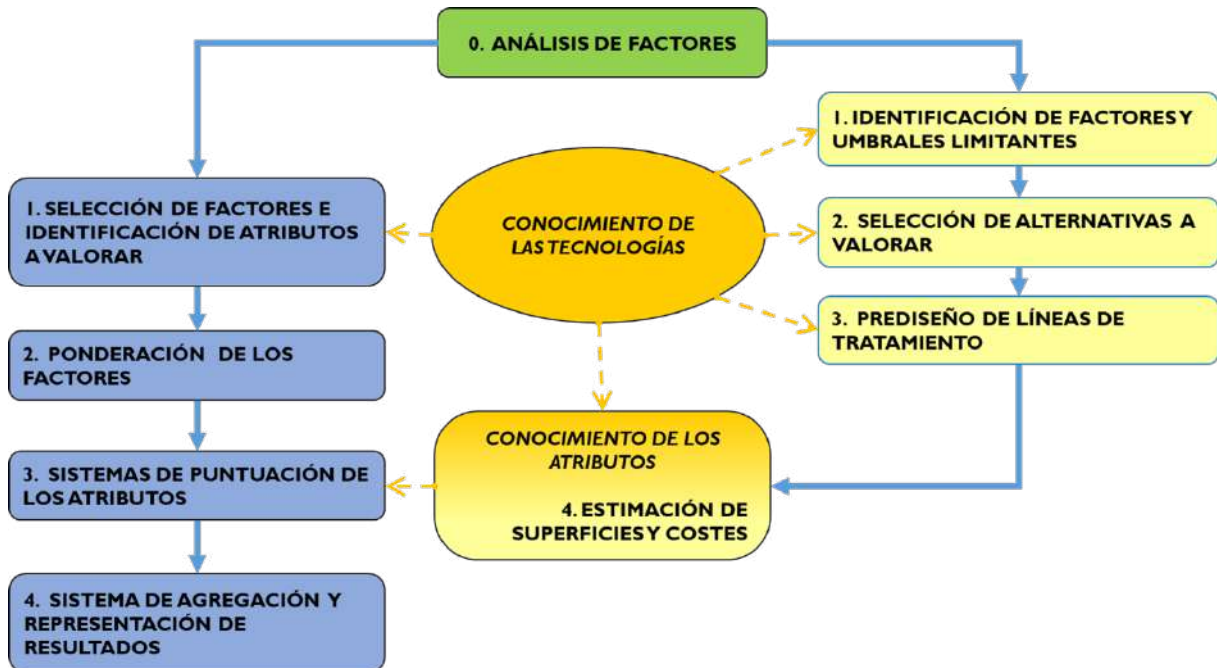 0. ANÁLISIS DE FACTORES
1. IDENTIFICACIÓN DE FACTORES Y
UMBRALES LIMITANTES
1. SELECCIÓN DE FACTORES E
IDENTIFICACIÓN DE ATRIBUTOS
A VALORAR
CONOCIMIENTO DE
LAS TECNOLOGÍAS
2. SELECCIÓN DE ALTERNATIVAS A
VALORAR
3. PREDISEÑO DE LÍNEAS DE
TRATAMIENTO
2. PONDERACIÓN DE LOS
FACTORES
CONOCIMIENTO DE LOS
ATRIBUTOS
4. ESTIMACIÓN DE
SUPERFICIES Y COSTES
3. SISTEMAS DE PUNTUACIÓN DE
LOS ATRIBUTOS
4. SISTEMA DE AGREGACIÓN Y
REPRESENTACIÓN DE
RESULTADOS